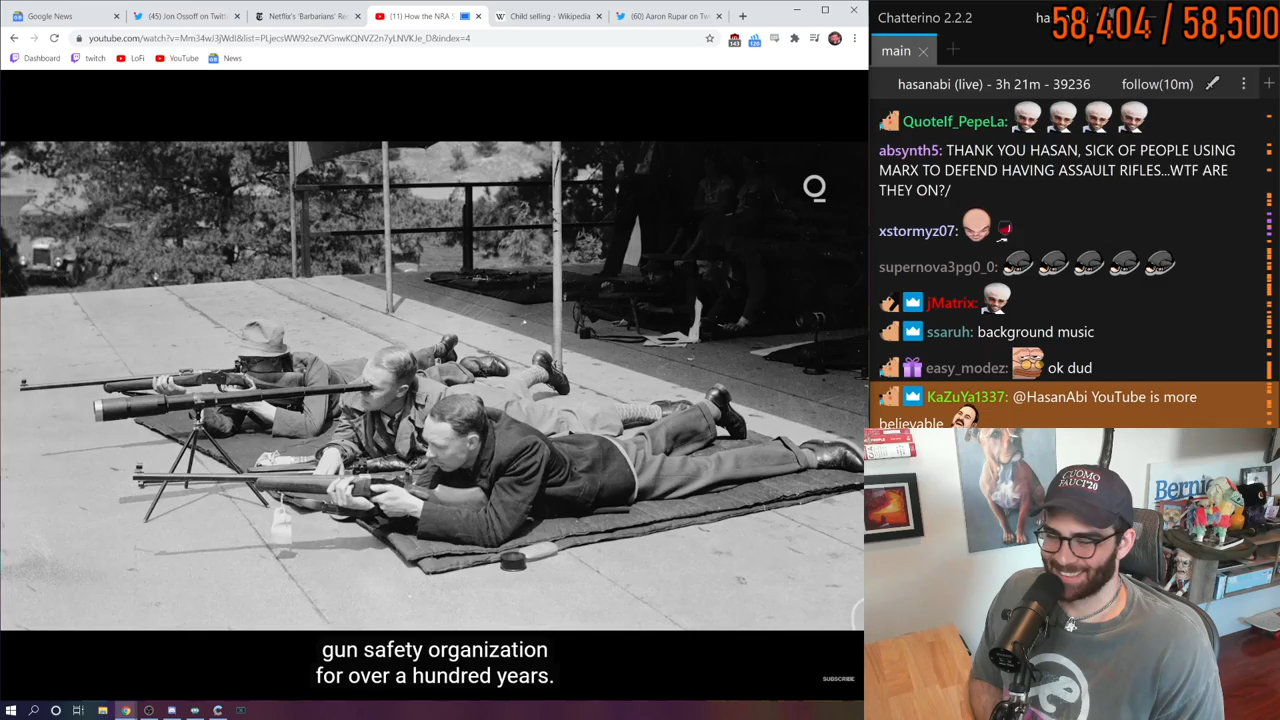 Google News
(45) Jon Ossoff on Twitt
Netflix's 'Barbarians' Re
(11) How the NRA S
Child selling - Wikipedia
(60) Aaron Rupar on Tw
youtube.com/watch?v=Mm34wJ3jWdI&list=PLjecsWW92seZVGnwKQNVZ2n7yLNVKJe_D&index=4
143
120
Dashboard
twitch
LoFi
YouTube
News
gun safety organization
for over a hundred years.
SUBSCRIBE
Chatterino 2.2.2
ha
58,404 / 58,500
main
hasanabi (live) - 3h 21m - 39236
follow(10m)
QuoteIf_PepeLa:
absynth5: THANK YOU HASAN, SICK OF PEOPLE USING
MARX TO DEFEND HAVING ASSAULT RIFLES...WTF ARE
THEY ON?/
xstormyz07:
supernova3pg0_0:
jMatrix:
ssaruh: background music
easy_modez: ok dud
KaZuYa1337: @HasanAbi YouTube is more
believable
CUOMO
FAUCI '20
Bernie